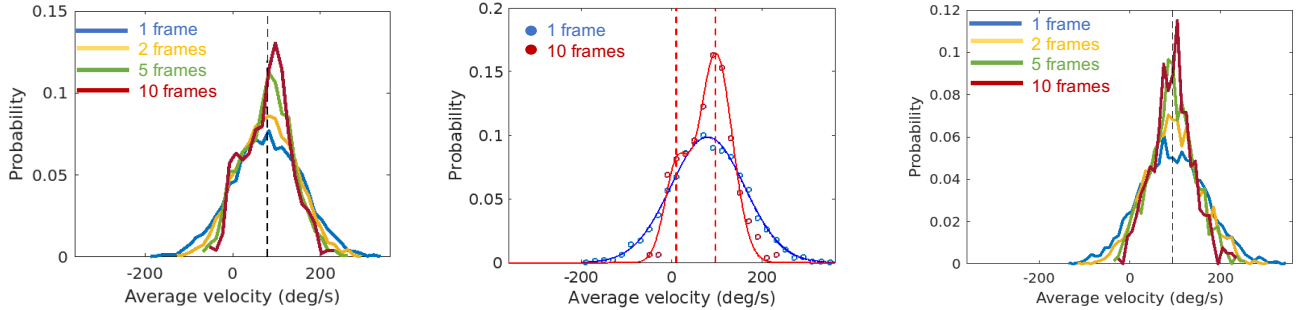 0.15
0.1
0.05
0
-200
0
200
1 frame
2 frames
5 frames
10 frames
Probability
Average velocity (deg/s)
0.2
0.15
0.1
0.05
0
-200
0
200
1 frame
10 frames
Probability
Average velocity (deg/s)
0.12
0.1
0.08
0.06
0.04
0.02
0
-200
0
200
1 frame
2 frames
5 frames
10 frames
Probability
Average velocity (deg/s)